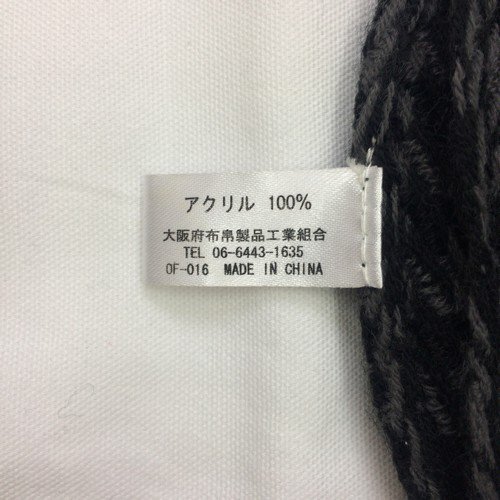 アクリル 100%
大阪府布帛製品工業組合
TEL 06-6443-1635
OF-016 MADE IN CHINA